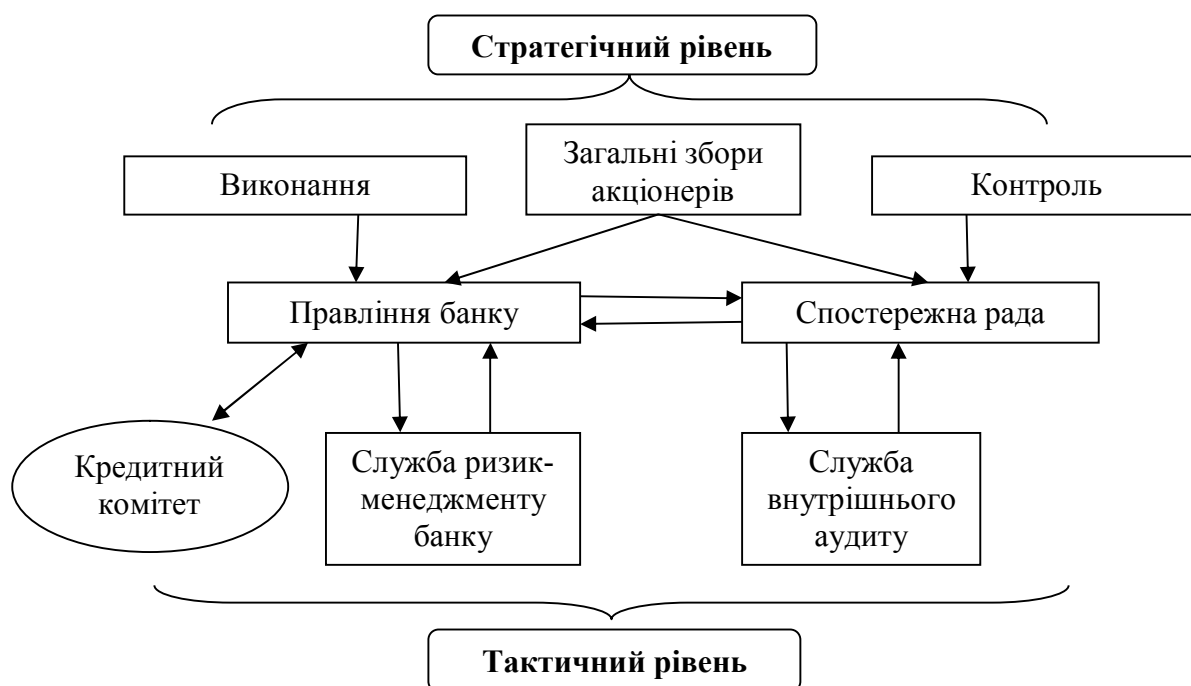 Стратегічний рівень
Загальні збори
акціонерів
Виконання
Контроль
Правління банку
Спостережна рада
Кредитний
комітет
Служба ризик-
менеджменту
банку
Служба
внутрішнього
аудиту
Тактичний рівень